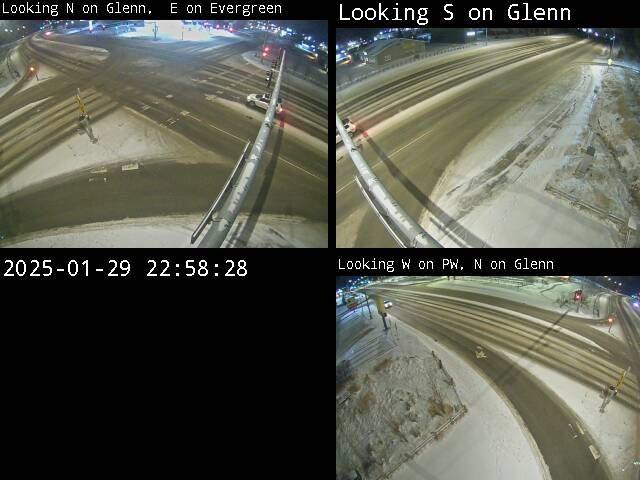 Looking N on Glenn,  E on Evergreen
Looking S on Glenn
2025-01-29 22:58:28
Looking W on PW, N on Glenn